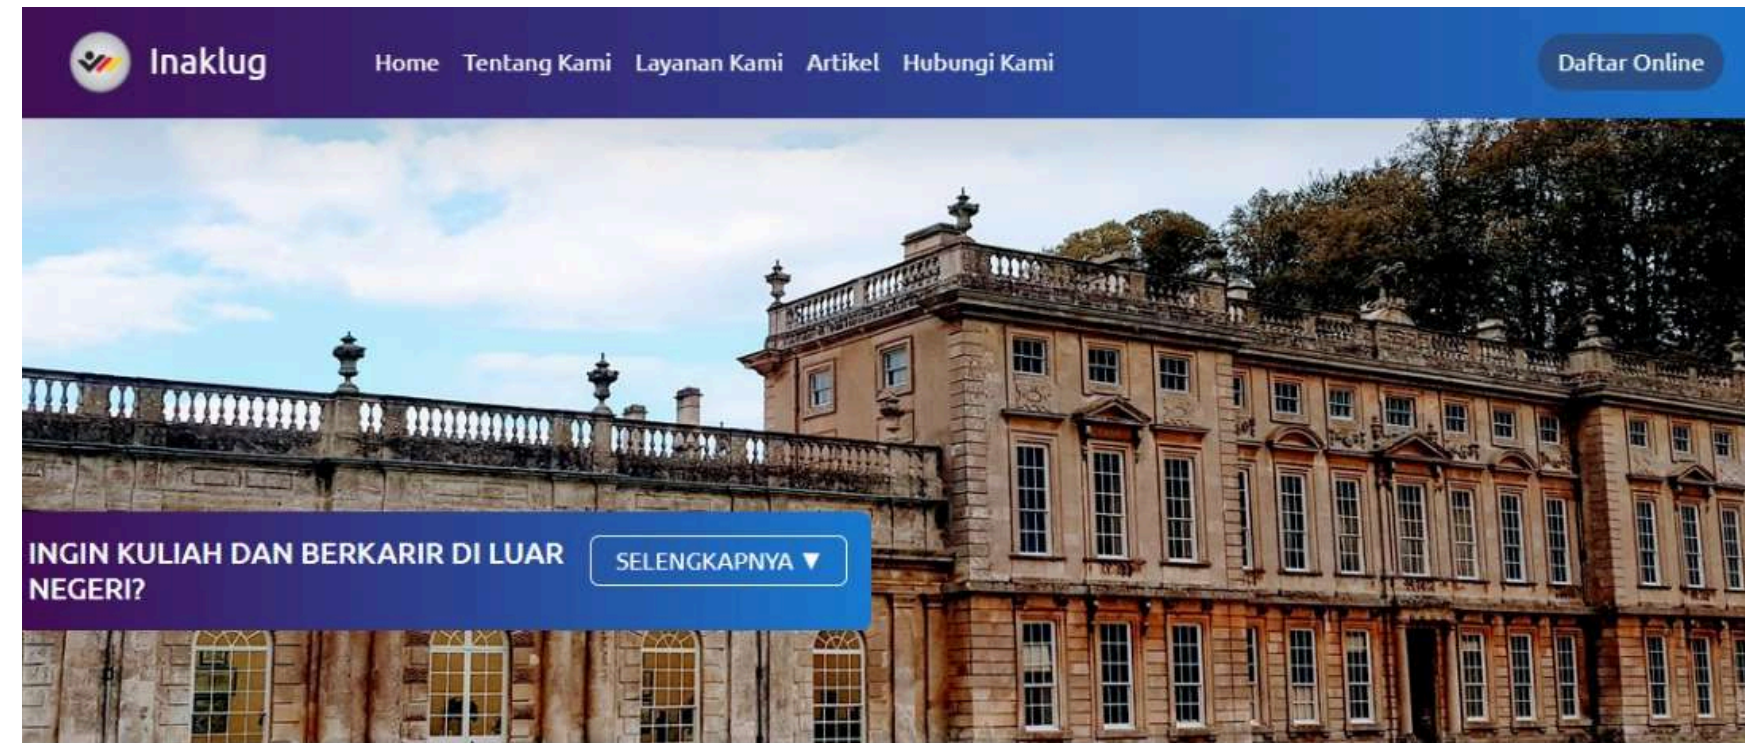 Inaklug
Home Tentang Kami Layanan Kami Artikel Hubungi Kami
Daftar Online
INGIN KULIAH DAN BERKARIR DI LUAR
NEGERI?
SELENGKAPNYA ▼